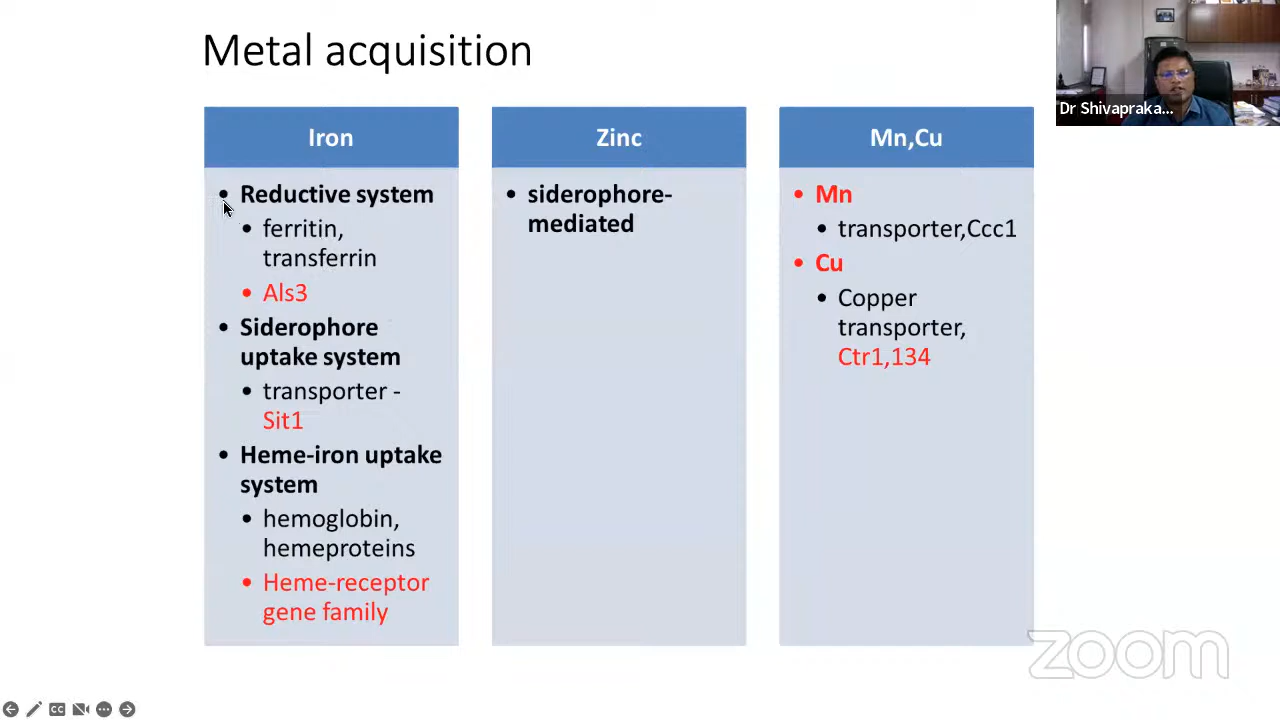 Metal acquisition
Dr Shivapraka...
Iron
• Reductive system
• ferritin,
transferrin
• Als3
• Siderophore
uptake system
• transporter -
Sit1
• Heme-iron uptake
system
• hemoglobin,
hemeproteins
• Heme-receptor
gene family
Zinc
• siderophore-
mediated
Mn,Cu
• Mn
• transporter,Ccc1
• Cu
• Copper
transporter,
Ctr1,134
zoom
CC